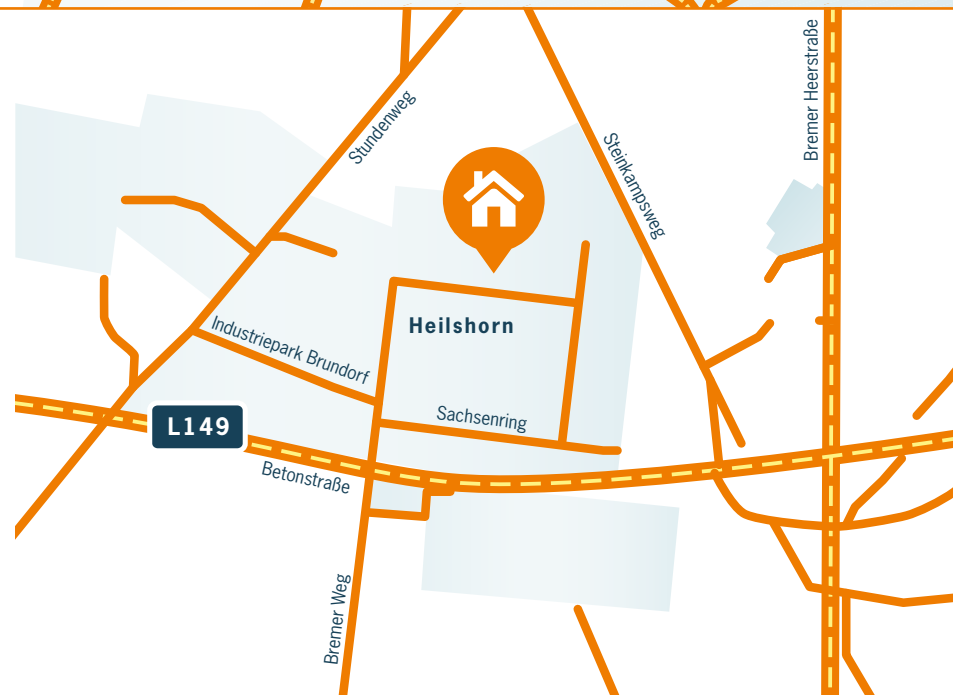 Bremer Heerstraße
Stundenweg
Steinkampsweg
Heilshorn
Industriepark Brundorf
Sachsenring
L149
Betonstraße
Bremer Weg